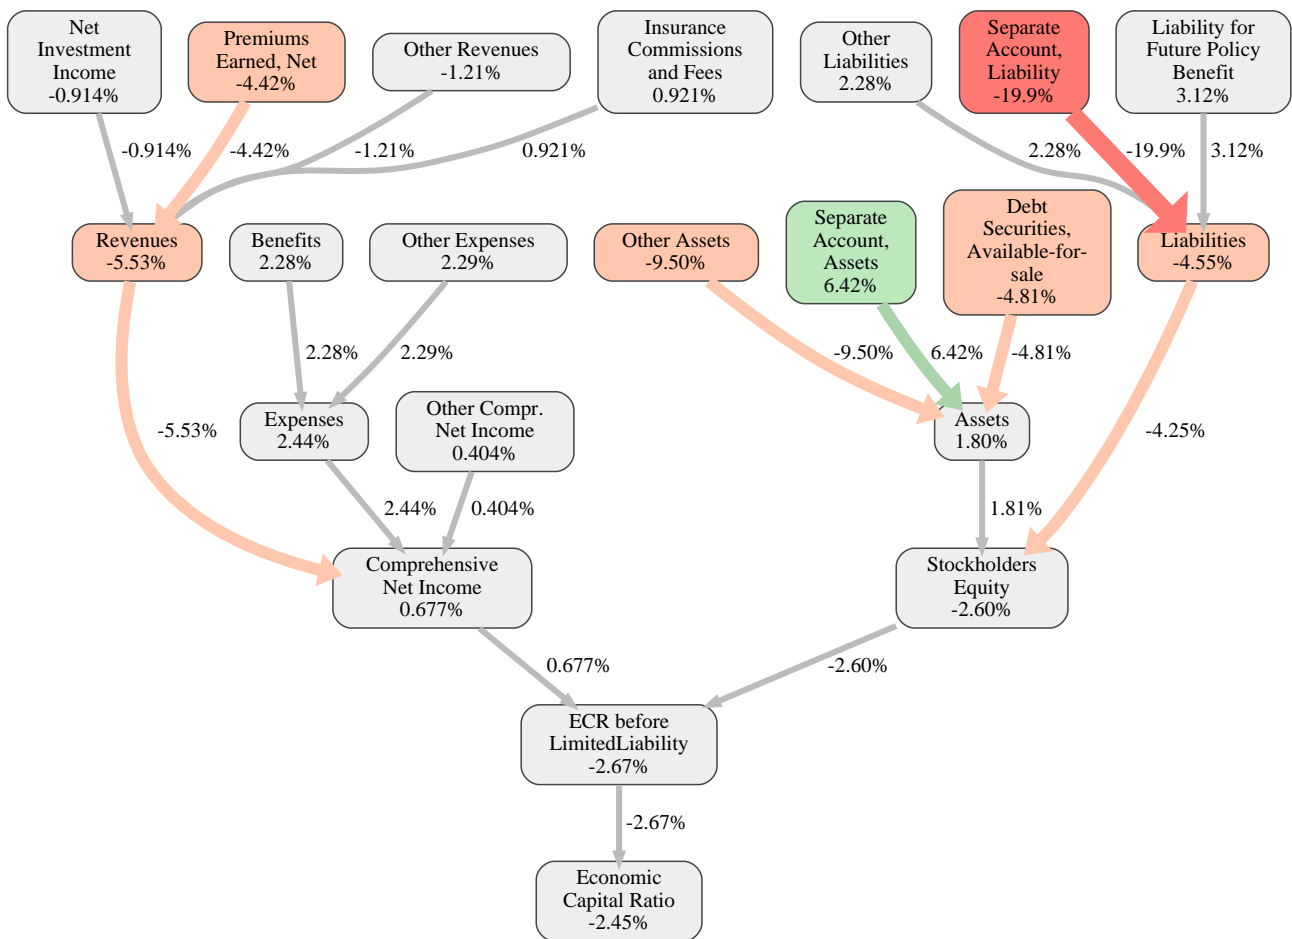 Net
Investment
Income
-0.914%
Premiums
Earned, Net
-4.42%
Other Revenues
-1.21%
Insurance
Commissions
and Fees
0.921%
Other
Liabilities
2.28%
Separate
Account,
Liability
-19.9%
Liability for
Future Policy
Benefit
3.12%
-0.914%
-4.42%
-1.21%
0.921%
2.28%
-19.9%
3.12%
Revenues
-5.53%
Benefits
2.28%
Other Expenses
2.29%
Other Assets
-9.50%
Separate
Account,
Assets
6.42%
Debt
Securities,
Available-for-
sale
-4.81%
Liabilities
-4.55%
2.28%
2.29%
-9.50%
6.42%
-4.81%
-5.53%
Expenses
2.44%
Other Compr.
Net Income
0.404%
Assets
1.80%
-4.25%
2.44%
0.404%
1.81%
Comprehensive
Net Income
0.677%
Stockholders
Equity
-2.60%
0.677%
-2.60%
ECR before
LimitedLiability
-2.67%
-2.67%
Economic
Capital Ratio
-2.45%